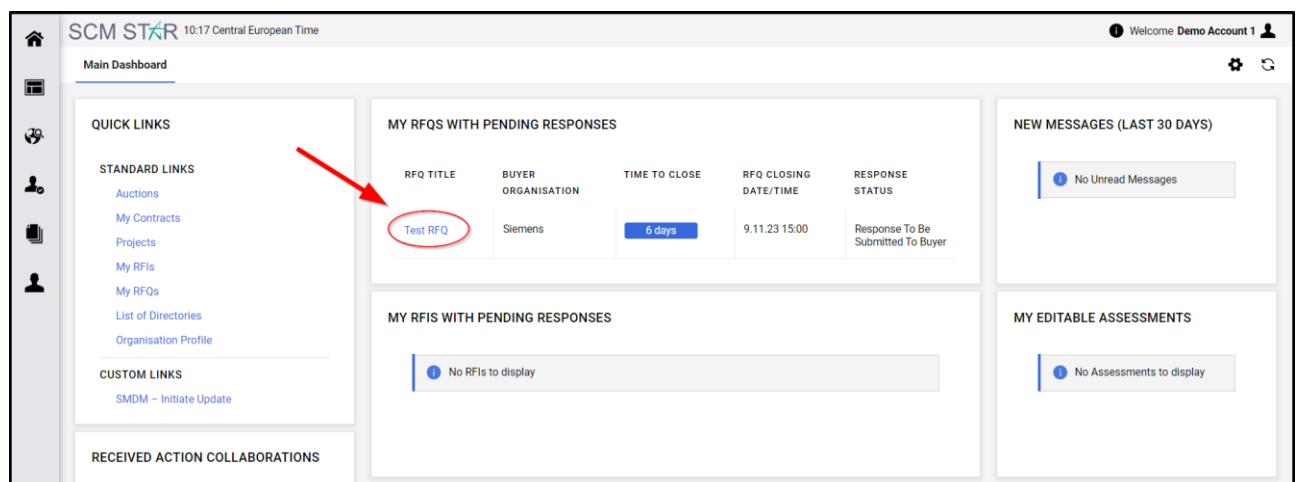 SCM STAR 10:17 Central European Time
Welcome Demo Account 1
Main Dashboard
QUICK LINKS
STANDARD LINKS
Auctions
My Contracts
Projects
My RFIs
My RFQs
List of Directories
Organisation Profile
CUSTOM LINKS
SMDM – Initiate Update
RECEIVED ACTION COLLABORATIONS
MY RFQS WITH PENDING RESPONSES
RFQ TITLE BUYER ORGANISATION TIME TO CLOSE RFQ CLOSING DATE/TIME RESPONSE STATUS
Test RFQ Siemens 6 days 9.11.23 15:00 Response To Be
Submitted To Buyer
MY RFIS WITH PENDING RESPONSES
No RFIs to display
NEW MESSAGES (LAST 30 DAYS)
No Unread Messages
MY EDITABLE ASSESSMENTS
No Assessments to display